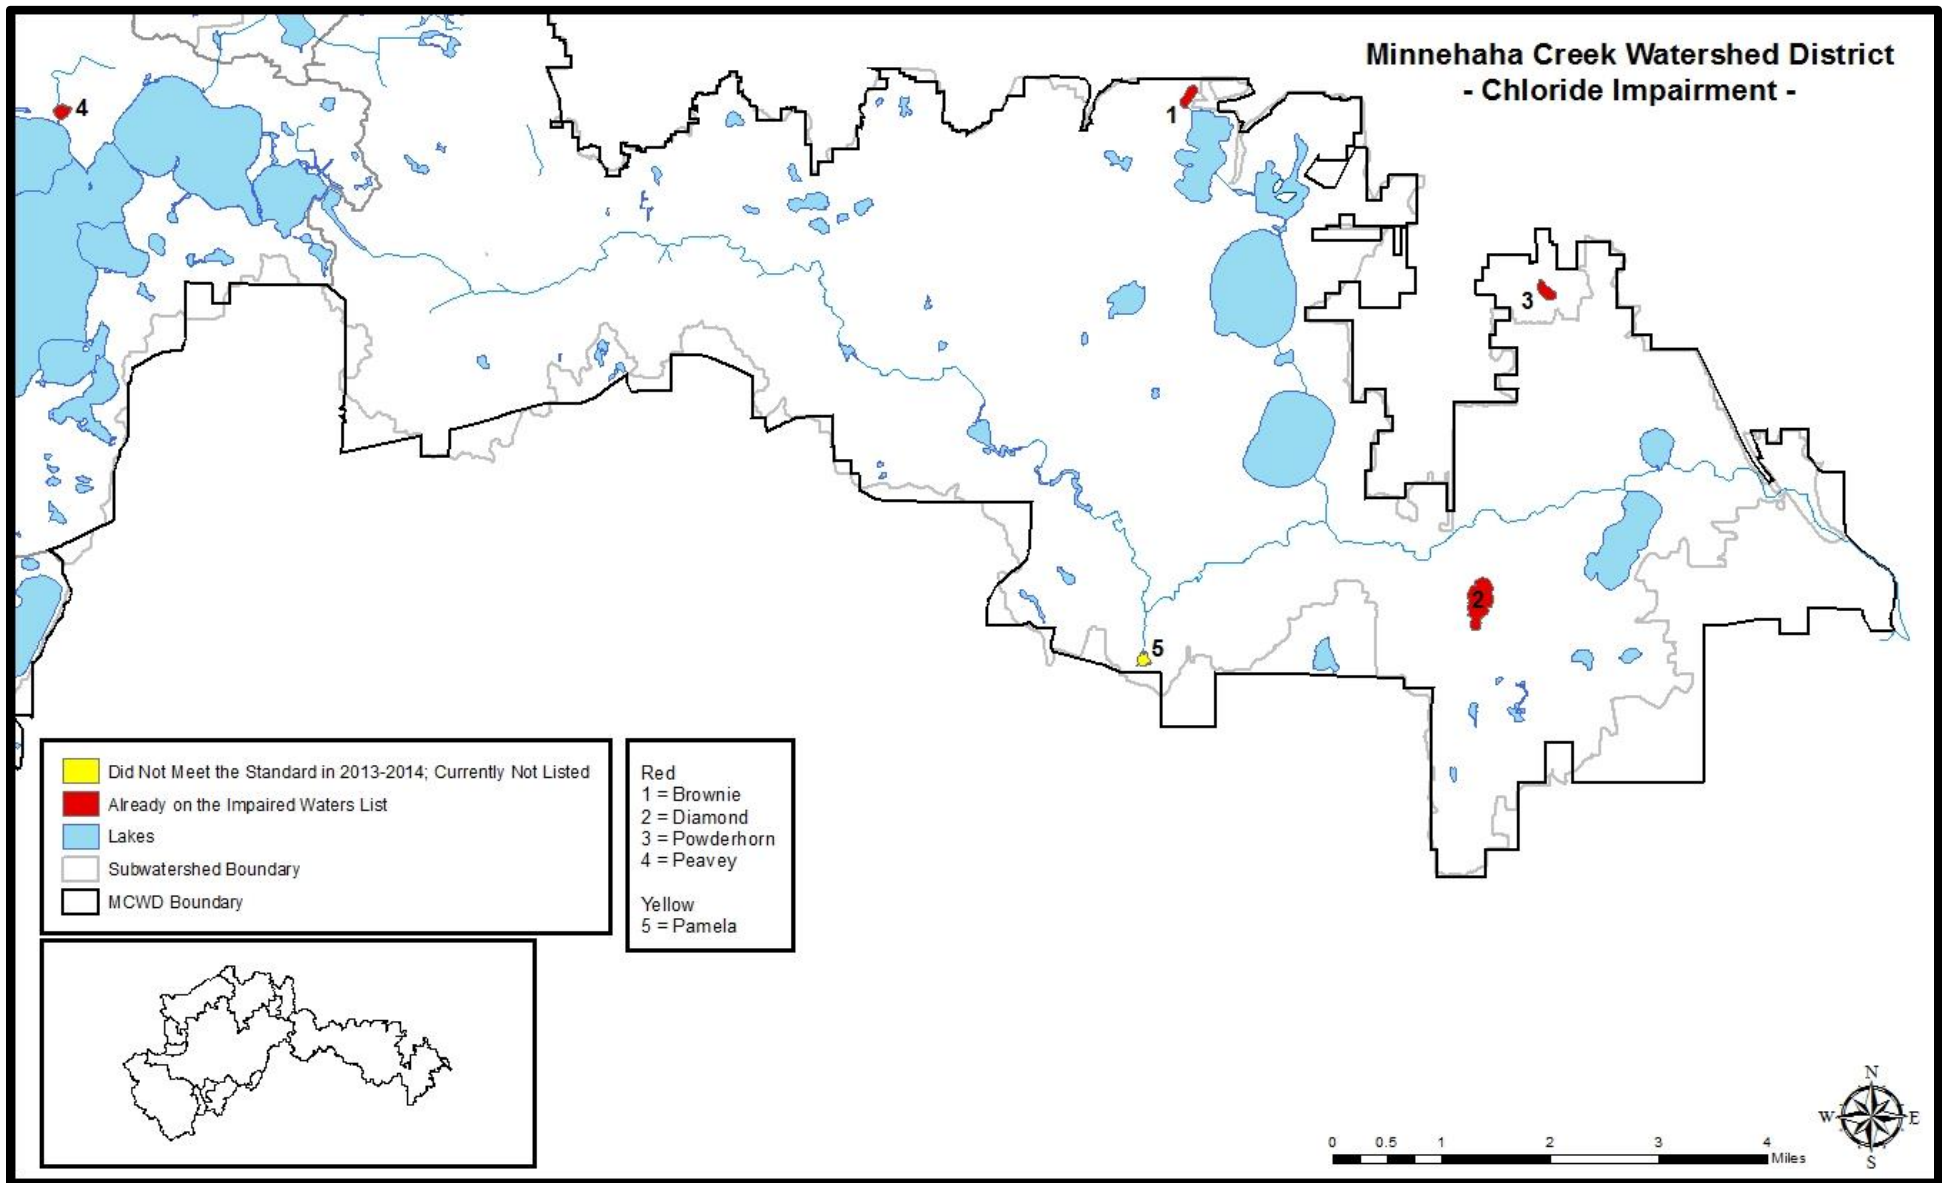 Minnehaha Creek Watershed District
- Chloride Impairment -
4
1
3
2
5
Did Not Meet the Standard in 2013-2014; Currently Not Listed
Already on the Impaired Waters List
Lakes
Subwatershed Boundary
MCWD Boundary
Red
1 = Brownie
2 = Diamond
3 = Powderhorn
4 = Peavey
Yellow
5 = Pamela
N
W E
S
0 0.5 1 2 3 4
Miles